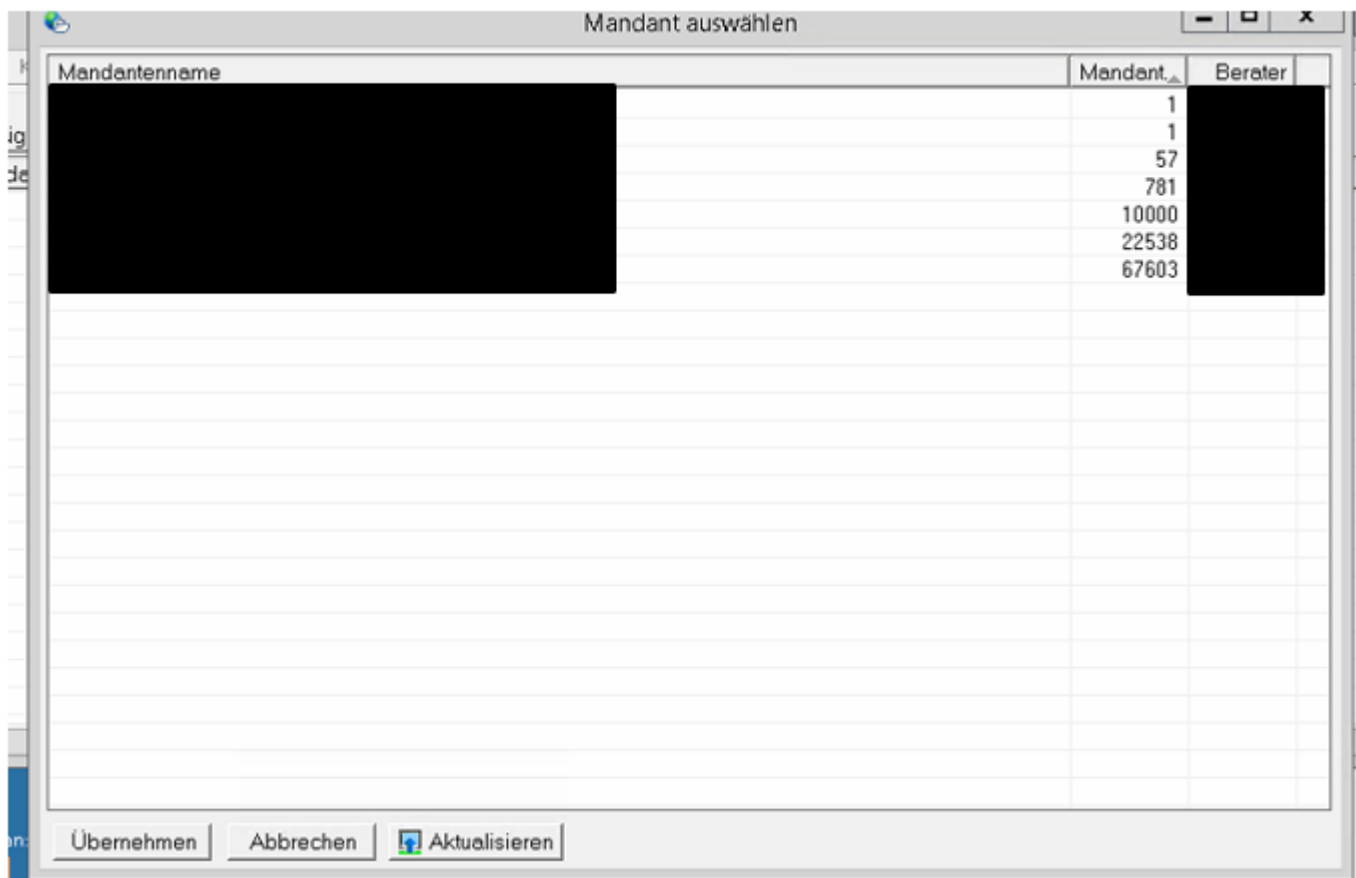 Mandant auswählen
Mandantenname Mandant... Berater
1
1
57
781
10000
22538
67603
Übernehmen Abbrechen Aktualisieren